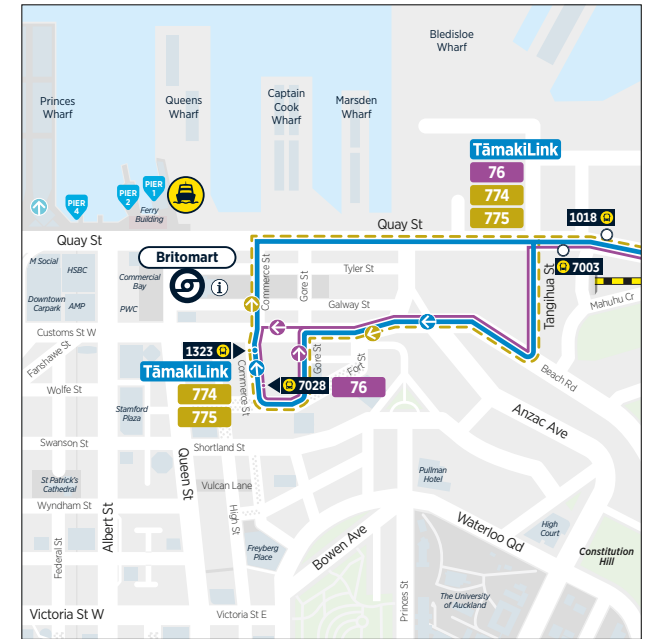 Bledisloe
Wharf
Princes
Wharf
Queens
Wharf
Captain
Cook
Wharf
Marsden
Wharf
TāmakiLink
76
774
775
PIER
4
PIER
2
PIER
1
Ferry
Building
1018
Quay St
Quay St
7003
M Social
HSBC
Britomart
Commercial
Bay
Downtown
Carpark
AMP
PWC
i
Commerce St
Gore St
Tyler St
Galway St
Tangihua St
Mahuhu Cr
Customs St W
Fanshawe St
1323
TāmakiLink
774
775
Commerce St
Gore St
Fort St
7028
76
Beach Rd
Wolfe St
Stamford
Plaza
Anzac Ave
Swanson St
Queen St
Shortland St
St Patrick's
Cathedral
Vulcan Lane
Pullman
Hotel
Wyndham St
Albert St
High St
Waterloo Qd
High
Court
Federal St
Freyberg
Place
Bowen Ave
Constitution
Hill
Princes St
The University
of Auckland
Victoria St W
Victoria St E